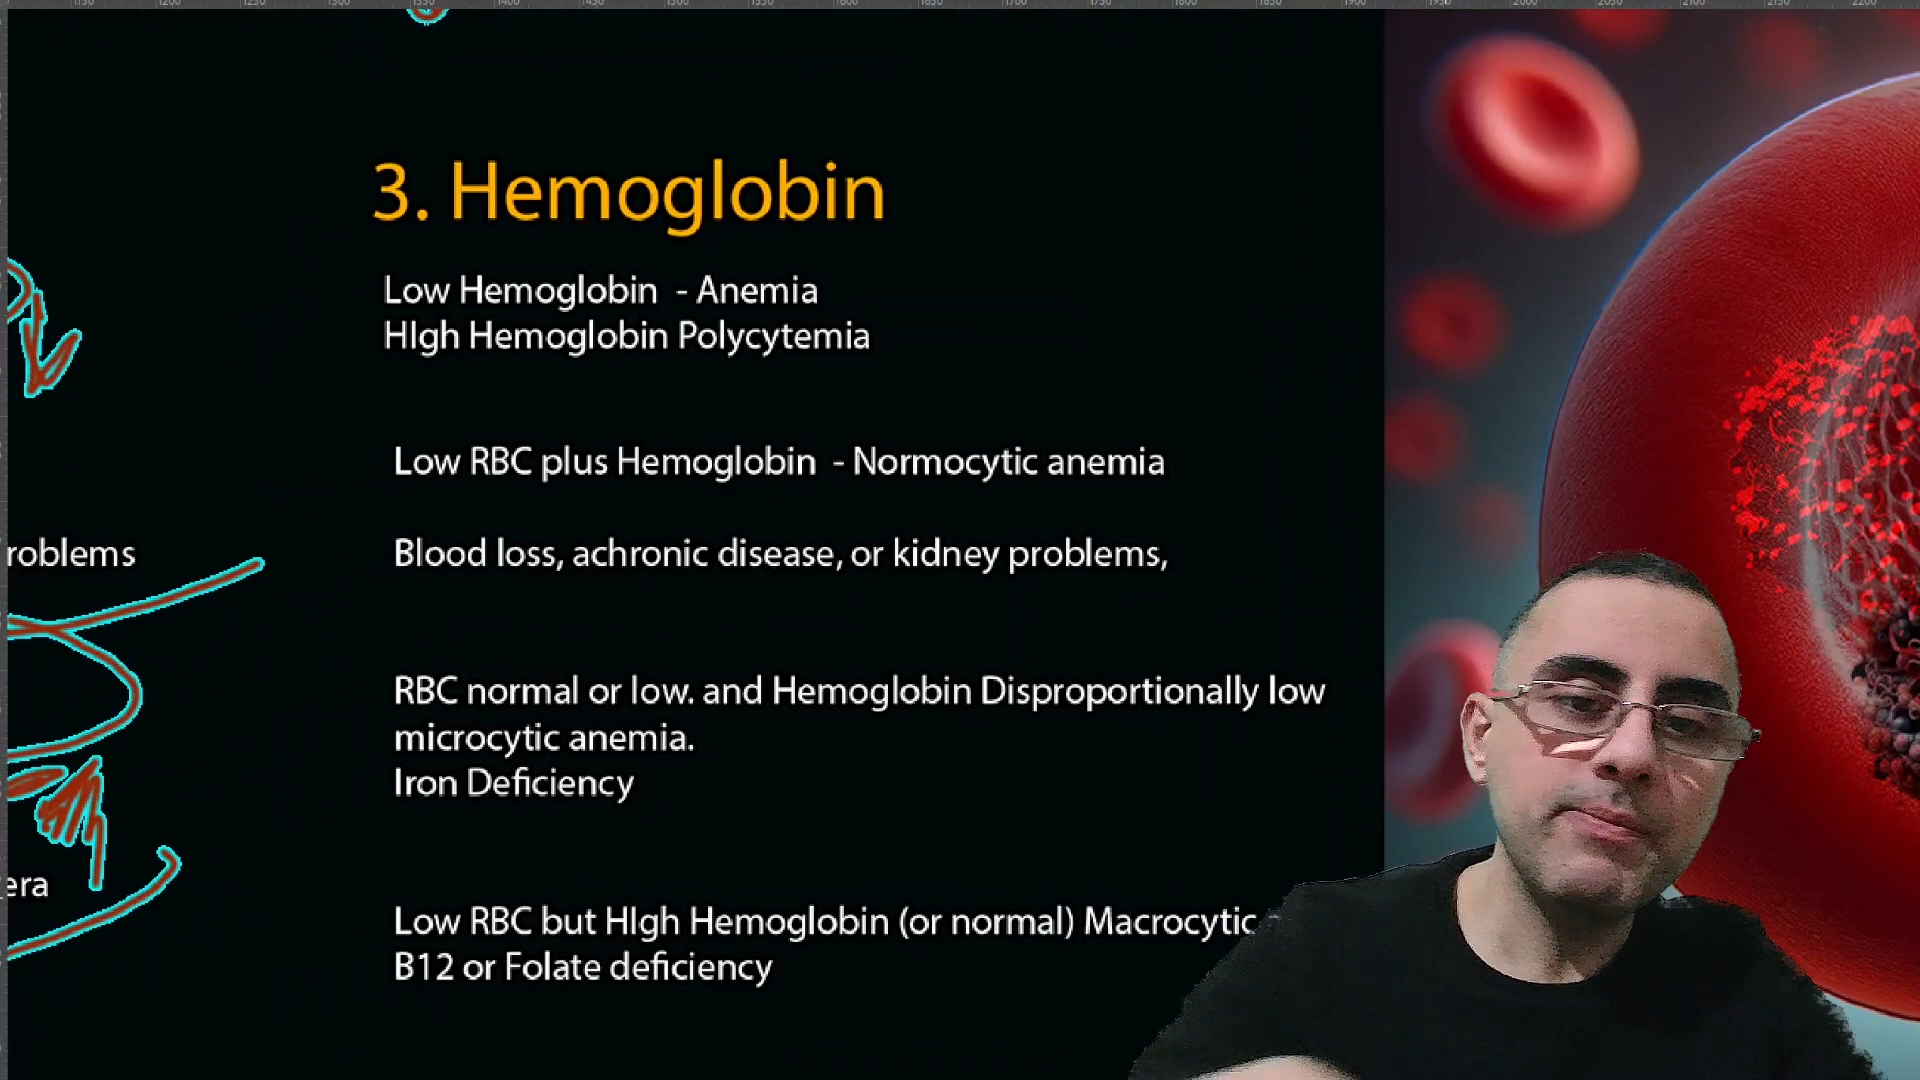 3. Hemoglobin
Low Hemoglobin - Anemia
HIgh Hemoglobin Polycytemia
Low RBC plus Hemoglobin - Normocytic anemia
roblems
Blood loss, achronic disease, or kidney problems,
RBC normal or low. and Hemoglobin Disproportionally low
microcytic anemia.
Iron Deficiency
era
Low RBC but HIgh Hemoglobin (or normal) Macrocytic -
B12 or Folate deficiency